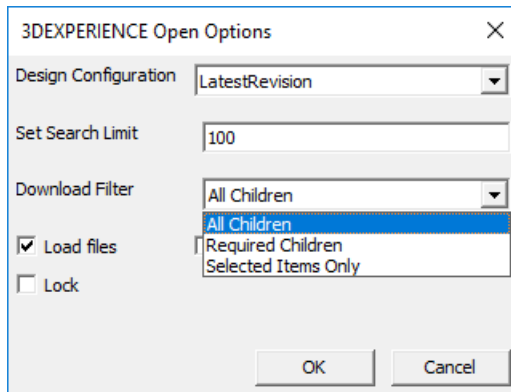 3DEXPERIENCE Open Options
Design Configuration
LatestRevision
Set Search Limit
100
Download Filter
All Children
All Children
Required Children
Selected Items Only
Load files
Lock
OK
Cancel